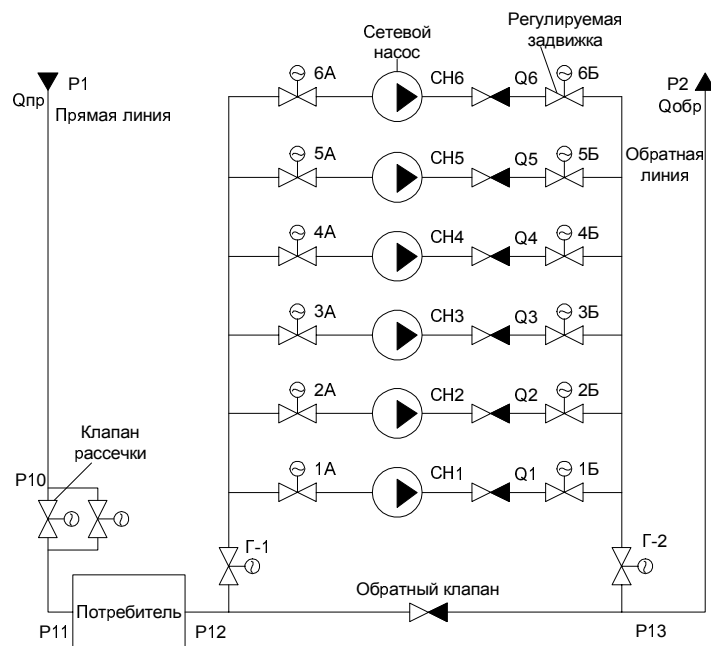 Сетевой
насос
Регулируемая
задвижка
P1
Qпр
Прямая линия
6А
СН6
Q6
6Б
P2
Qобр
5А
СН5
Q5
5Б
Обратная
линия
4А
СН4
Q4
4Б
3А
СН3
Q3
3Б
2А
СН2
Q2
2Б
Клапан
рассечки
P10
1А
СН1
Q1
1Б
Г-1
Г-2
Обратный клапан
Потребитель
P11
P12
P13